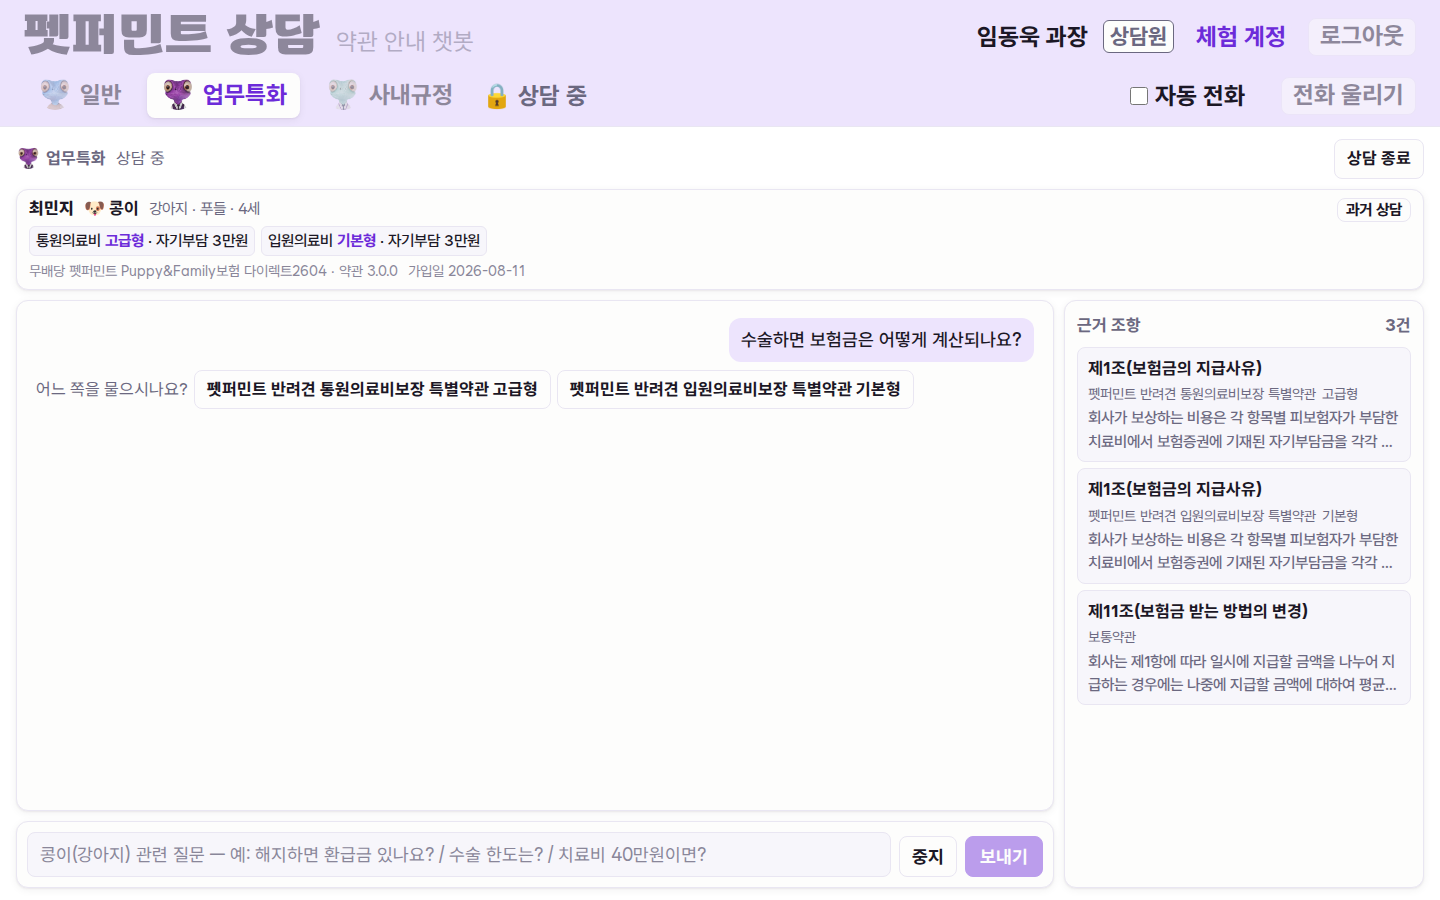 펫퍼민트 상담 약관 안내 챗봇 임동욱 과장 상담원 체험 계정 로그아웃
일반 업무특화 사내규정 🔒 상담 중 자동 전화 전화 울리기
업무특화 상담 중 상담 종료
최민지 🐶 콩이 강아지 · 푸들 · 4세 과거 상담
통원의료비 고급형 · 자기부담 3만원 입원의료비 기본형 · 자기부담 3만원
무배당 펫퍼민트 Puppy&Family보험 다이렉트2604 · 약관 3.0.0 가입일 2026-08-11
수술하면 보험금은 어떻게 계산되나요?
어느 쪽을 물으시나요? 펫퍼민트 반려견 통원의료비보장 특별약관 고급형 펫퍼민트 반려견 입원의료비보장 특별약관 기본형
콩이(강아지) 관련 질문 — 예: 해지하면 환급금 있나요? / 수술 한도는? / 치료비 40만원이면? 중지 보내기
근거 조항 3건
제1조(보험금의 지급사유)
펫퍼민트 반려견 통원의료비보장 특별약관 고급형
회사가 보상하는 비용은 각 항목별 피보험자가 부담한
치료비에서 보험증권에 기재된 자기부담금을 각각 ...
제1조(보험금의 지급사유)
펫퍼민트 반려견 입원의료비보장 특별약관 기본형
회사가 보상하는 비용은 각 항목별 피보험자가 부담한
치료비에서 보험증권에 기재된 자기부담금을 각각 ...
제11조(보험금 받는 방법의 변경)
보통약관
회사는 제1항에 따라 일시에 지급할 금액을 나누어 지
급하는 경우에는 나중에 지급할 금액에 대하여 평균...